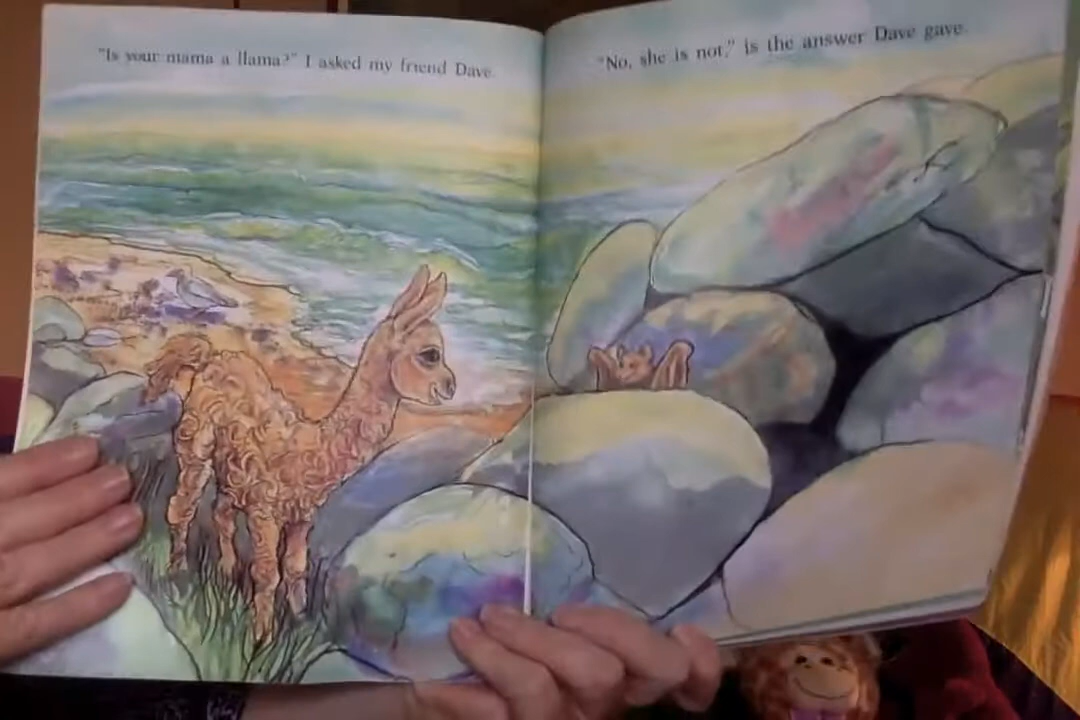 "Is your mama a llama?" I asked my friend Dave.
"No, she is not," is the answer Dave gave.